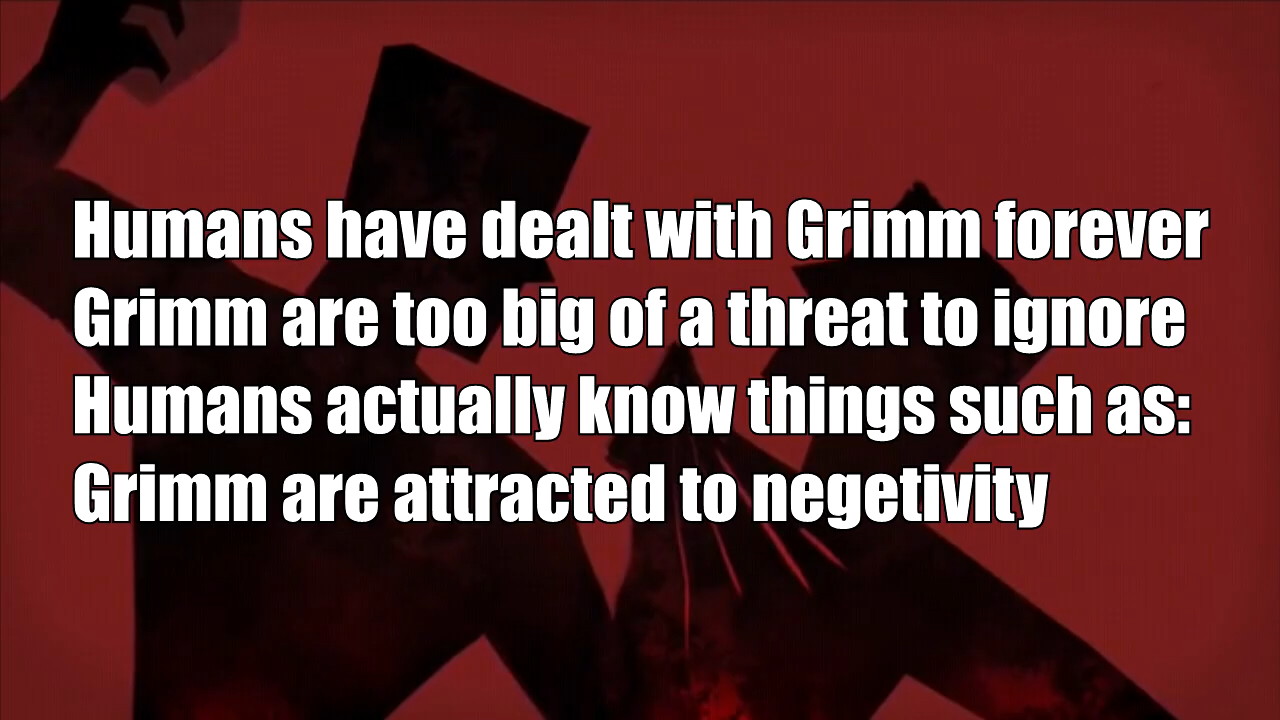 Humans have dealt with Grimm forever
Grimm are too big of a threat to ignore
Humans actually know things such as:
Grimm are attracted to negetivity